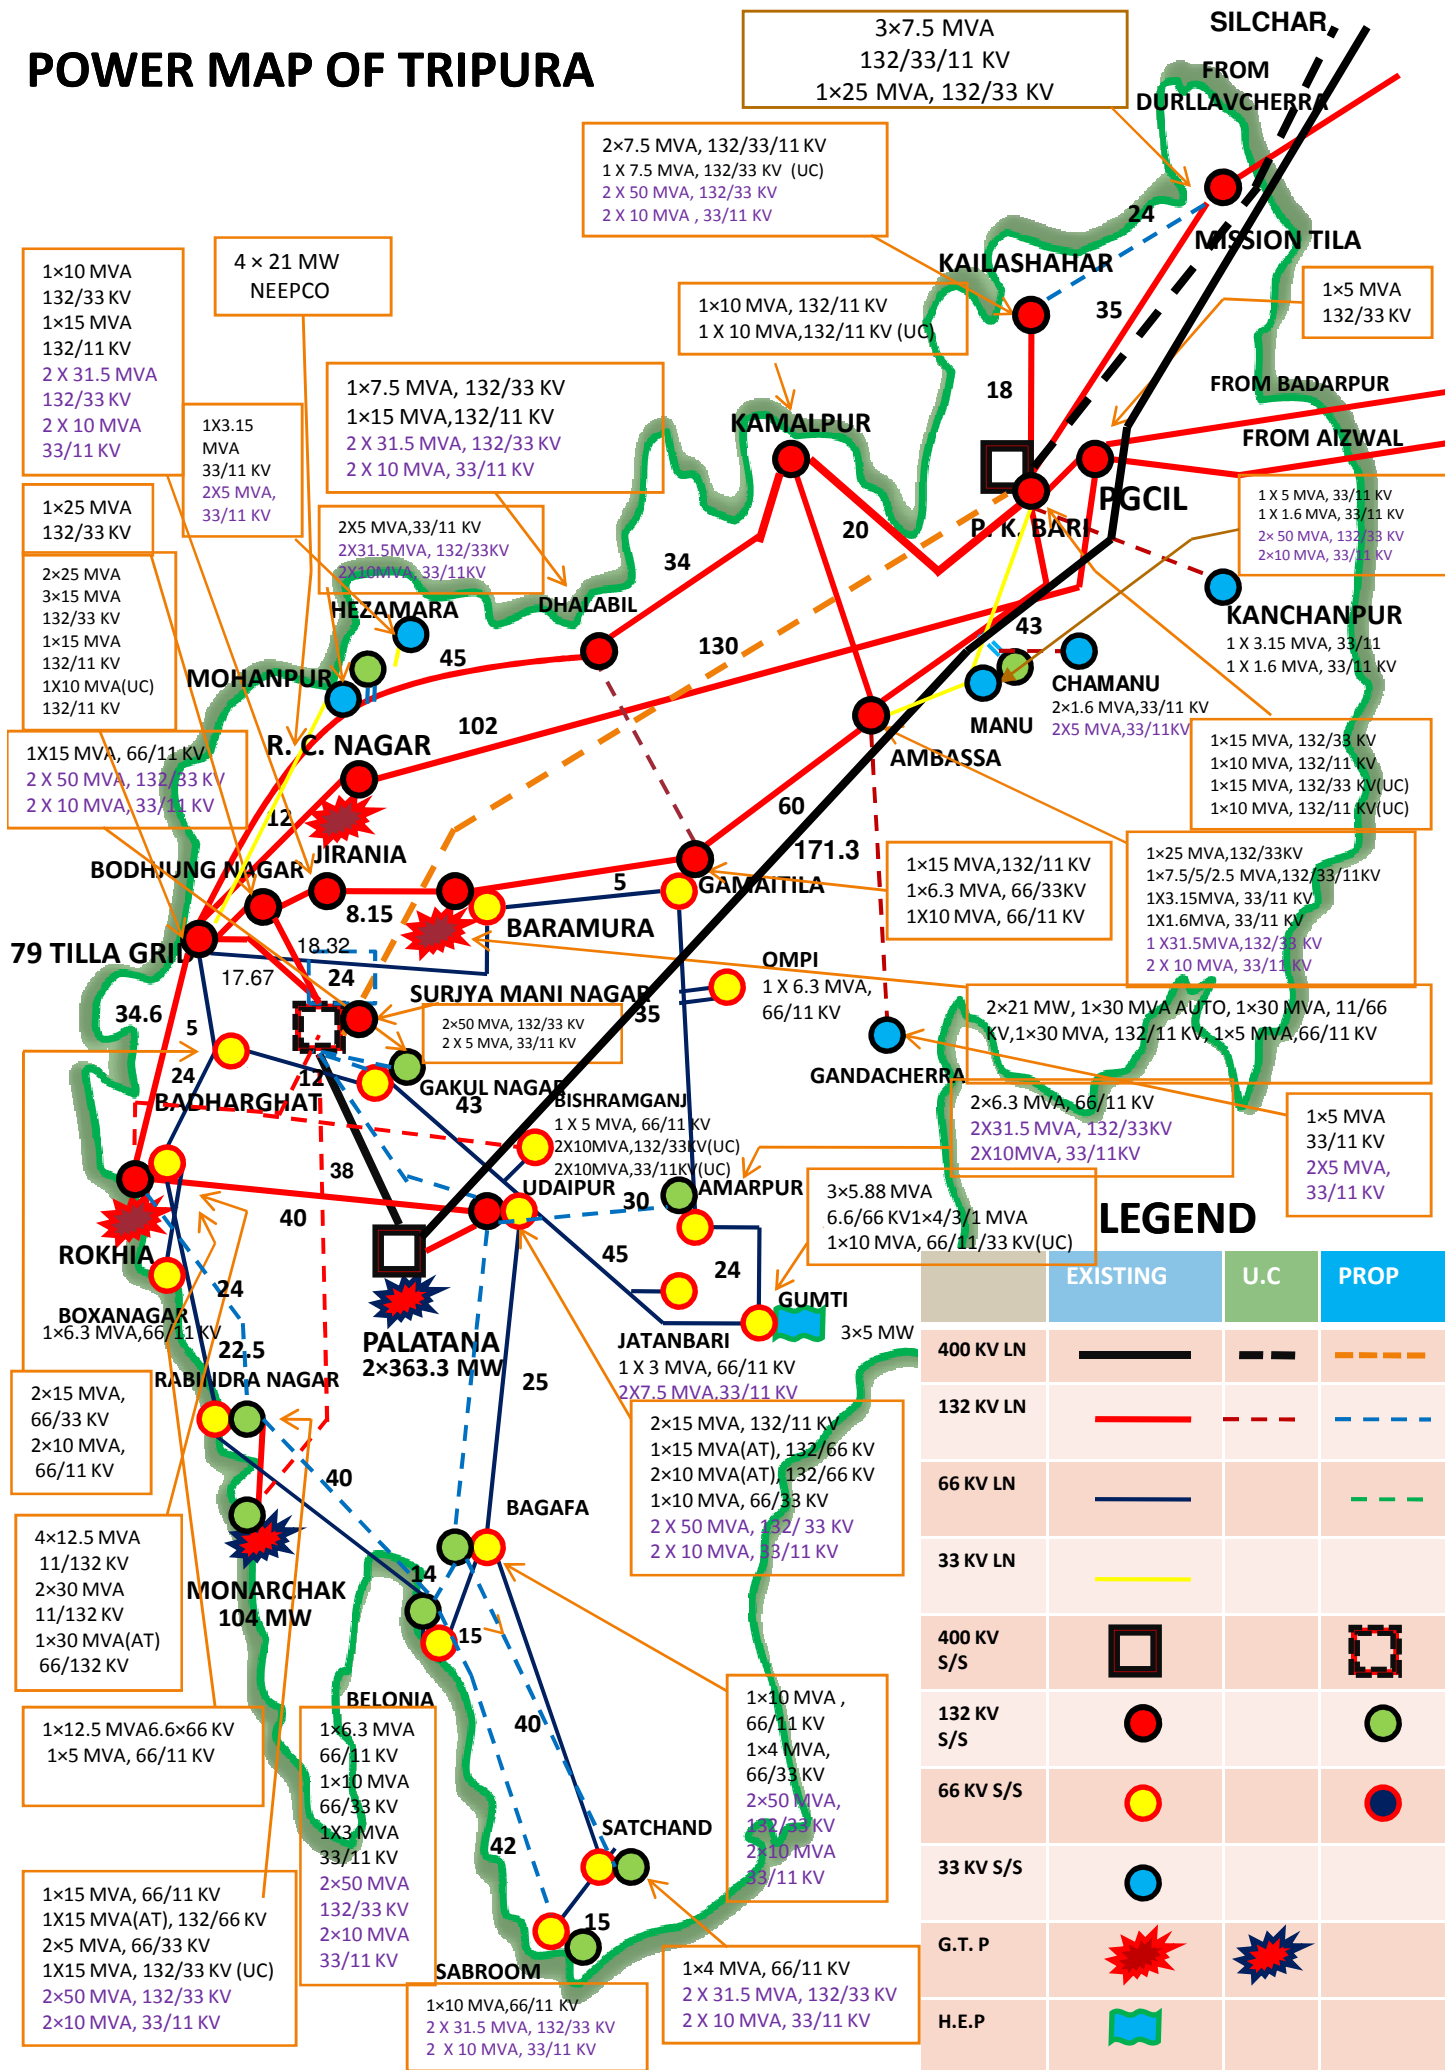 POWER MAP OF TRIPURA
3×7.5 MVA
132/33/11 KV
1×25 MVA, 132/33 KV
SILCHAR
FROM
DURLLAVCHERRA
2×7.5 MVA, 132/33/11 KV
1 X 7.5 MVA, 132/33 KV (UC)
2 X 50 MVA, 132/33 KV
2 X 10 MVA , 33/11 KV
24
MISSION TILA
KAILASHAHAR
35
18
1×5 MVA
132/33 KV
1×10 MVA
132/33 KV
1×15 MVA
132/11 KV
2 X 31.5 MVA
132/33 KV
2 X 10 MVA
33/11 KV
4 × 21 MW
NEEPCO
1×10 MVA, 132/11 KV
1 X 10 MVA,132/11 KV (UC)
1×7.5 MVA, 132/33 KV
1×15 MVA,132/11 KV
2 X 31.5 MVA, 132/33 KV
2 X 10 MVA, 33/11 KV
1X3.15
MVA
33/11 KV
2X5 MVA,
33/11 KV
KAMALPUR
FROM BADARPUR
FROM AIZWAL
PGCIL
P. K. BARI
1 X 5 MVA, 33/11 KV
1 X 1.6 MVA, 33/11 KV
2× 50 MVA, 132/33 KV
2×10 MVA, 33/11 KV
1×25 MVA
132/33 KV
2X5 MVA,33/11 KV
2X31.5MVA, 132/33KV
2X10MVA, 33/11KV
20
34
2×25 MVA
3×15 MVA
132/33 KV
1×15 MVA
132/11 KV
1X10 MVA(UC)
132/11 KV
HEZAMARA
DHALABIL
KANCHANPUR
1 X 3.15 MVA, 33/11
1 X 1.6 MVA, 33/11 KV
43
45
130
MOHANPUR
CHAMANU
2×1.6 MVA,33/11 KV
2X5 MVA,33/11KV
MANU
102
R. C. NAGAR
AMBASSA
1X15 MVA, 66/11 KV
2 X 50 MVA, 132/33 KV
2 X 10 MVA, 33/11 KV
1×15 MVA, 132/33 KV
1×10 MVA, 132/11 KV
1×15 MVA, 132/33 KV(UC)
1×10 MVA, 132/11 KV(UC)
12
60
171.3
JIRANIA
BODHJUNG NAGAR
1×15 MVA,132/11 KV
1×6.3 MVA, 66/33KV
1X10 MVA, 66/11 KV
1×25 MVA,132/33KV
1×7.5/5/2.5 MVA,132/33/11KV
1X3.15MVA, 33/11 KV
1X1.6MVA, 33/11 KV
1 X31.5MVA,132/33 KV
2 X 10 MVA, 33/11 KV
5
GAMAITILA
8.15
BARAMURA
79 TILLA GRID
18.32
17.67
24
SURJYA MANI NAGAR
OMPI
1 X 6.3 MVA,
66/11 KV
35
34.6
5
2×50 MVA, 132/33 KV
2 X 5 MVA, 33/11 KV
2×21 MW, 1×30 MVA AUTO, 1×30 MVA, 11/66
KV,1×30 MVA, 132/11 KV, 1×5 MVA,66/11 KV
24
12
GAKUL NAGAR
GANDACHERRA
BADHARGHAT
43
BISHRAMGANJ
1 X 5 MVA, 66/11 KV
2X10MVA,132/33KV(UC)
2X10MVA,33/11KV(UC)
2×6.3 MVA, 66/11 KV
2X31.5 MVA, 132/33KV
2X10MVA, 33/11KV
1×5 MVA
33/11 KV
2X5 MVA,
33/11 KV
38
40
UDAIPUR
30
AMARPUR
3×5.88 MVA
6.6/66 KV1×4/3/1 MVA
1×10 MVA, 66/11/33 KV(UC)
ROKHIA
45
24
GUMTI
3×5 MW
24
BOXANAGAR
1×6.3 MVA,66/11 KV
22.5
PALATANA
2×363.3 MW
JATANBARI
1 X 3 MVA, 66/11 KV
2X7.5 MVA,33/11 KV
25
RABINDRA NAGAR
2×15 MVA,
66/33 KV
2×10 MVA,
66/11 KV
2×15 MVA, 132/11 KV
1×15 MVA(AT), 132/66 KV
2×10 MVA(AT), 132/66 KV
1×10 MVA, 66/33 KV
2 X 50 MVA, 132/ 33 KV
2 X 10 MVA, 33/11 KV
40
BAGAFA
4×12.5 MVA
11/132 KV
2×30 MVA
11/132 KV
1×30 MVA(AT)
66/132 KV
14
MONARCHAK
104 MW
15
1×12.5 MVA6.6×66 KV
1×5 MVA, 66/11 KV
BELONIA
1×6.3 MVA
66/11 KV
1×10 MVA
66/33 KV
1X3 MVA
33/11 KV
2×50 MVA
132/33 KV
2×10 MVA
33/11 KV
40
1×10 MVA ,
66/11 KV
1×4 MVA,
66/33 KV
2×50 MVA,
132/33 KV
2×10 MVA
33/11 KV
SATCHAND
42
15
1×15 MVA, 66/11 KV
1X15 MVA(AT), 132/66 KV
2×5 MVA, 66/33 KV
1X15 MVA, 132/33 KV (UC)
2×50 MVA, 132/33 KV
2×10 MVA, 33/11 KV
SABROOM
1×10 MVA,66/11 KV
2 X 31.5 MVA, 132/33 KV
2 X 10 MVA, 33/11 KV
1×4 MVA, 66/11 KV
2 X 31.5 MVA, 132/33 KV
2 X 10 MVA, 33/11 KV
LEGEND
EXISTING U.C PROP
400 KV LN
132 KV LN
66 KV LN
33 KV LN
400 KV
S/S
132 KV
S/S
66 KV S/S
33 KV S/S
G.T. P
H.E.P